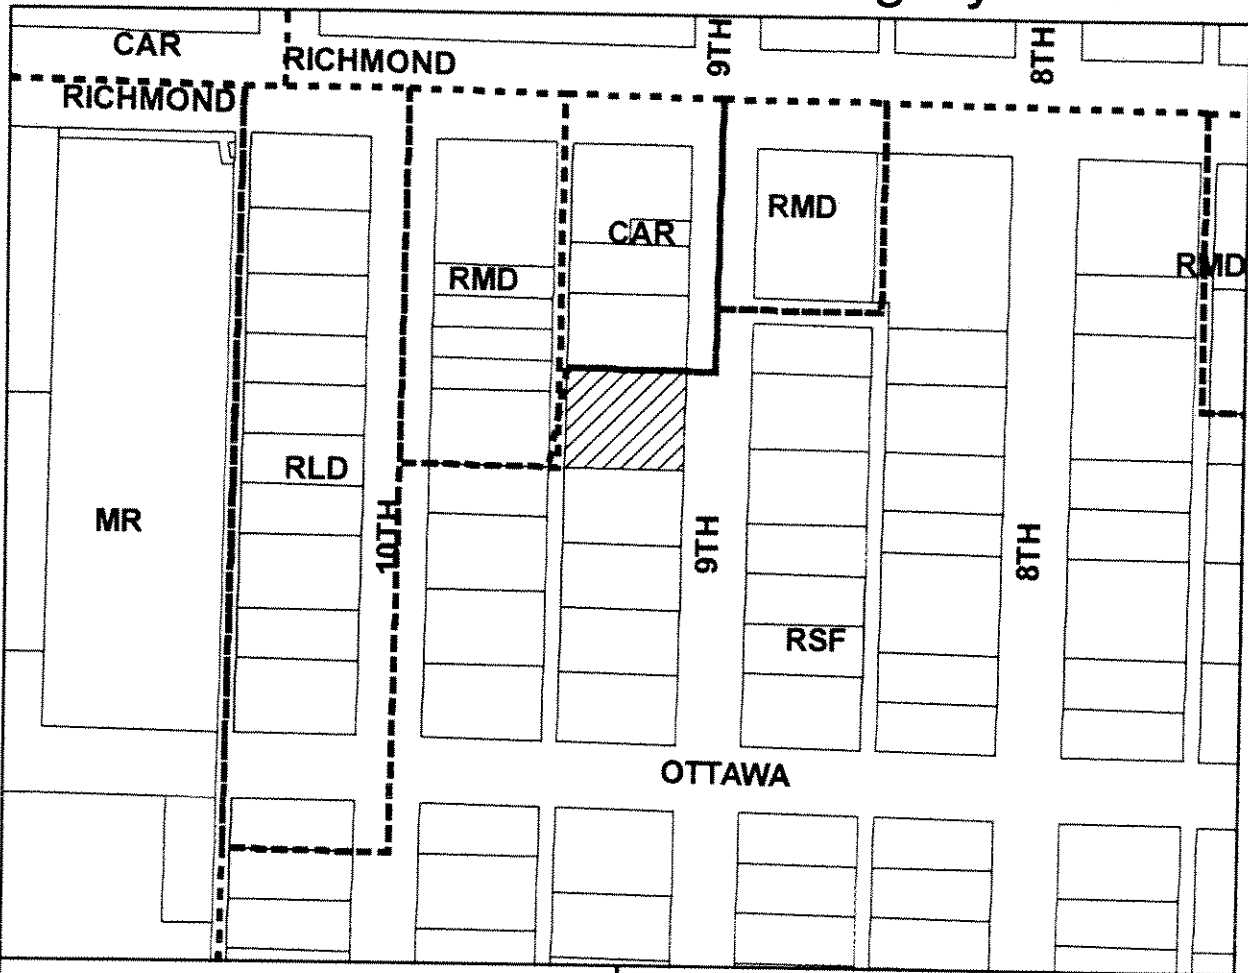 CAR
RICHMOND
9TH
8TH
RICHMOND
RMD
CAR
RMD
RMD
RLD
10TH
MR
9TH
8TH
RSF
OTTAWA